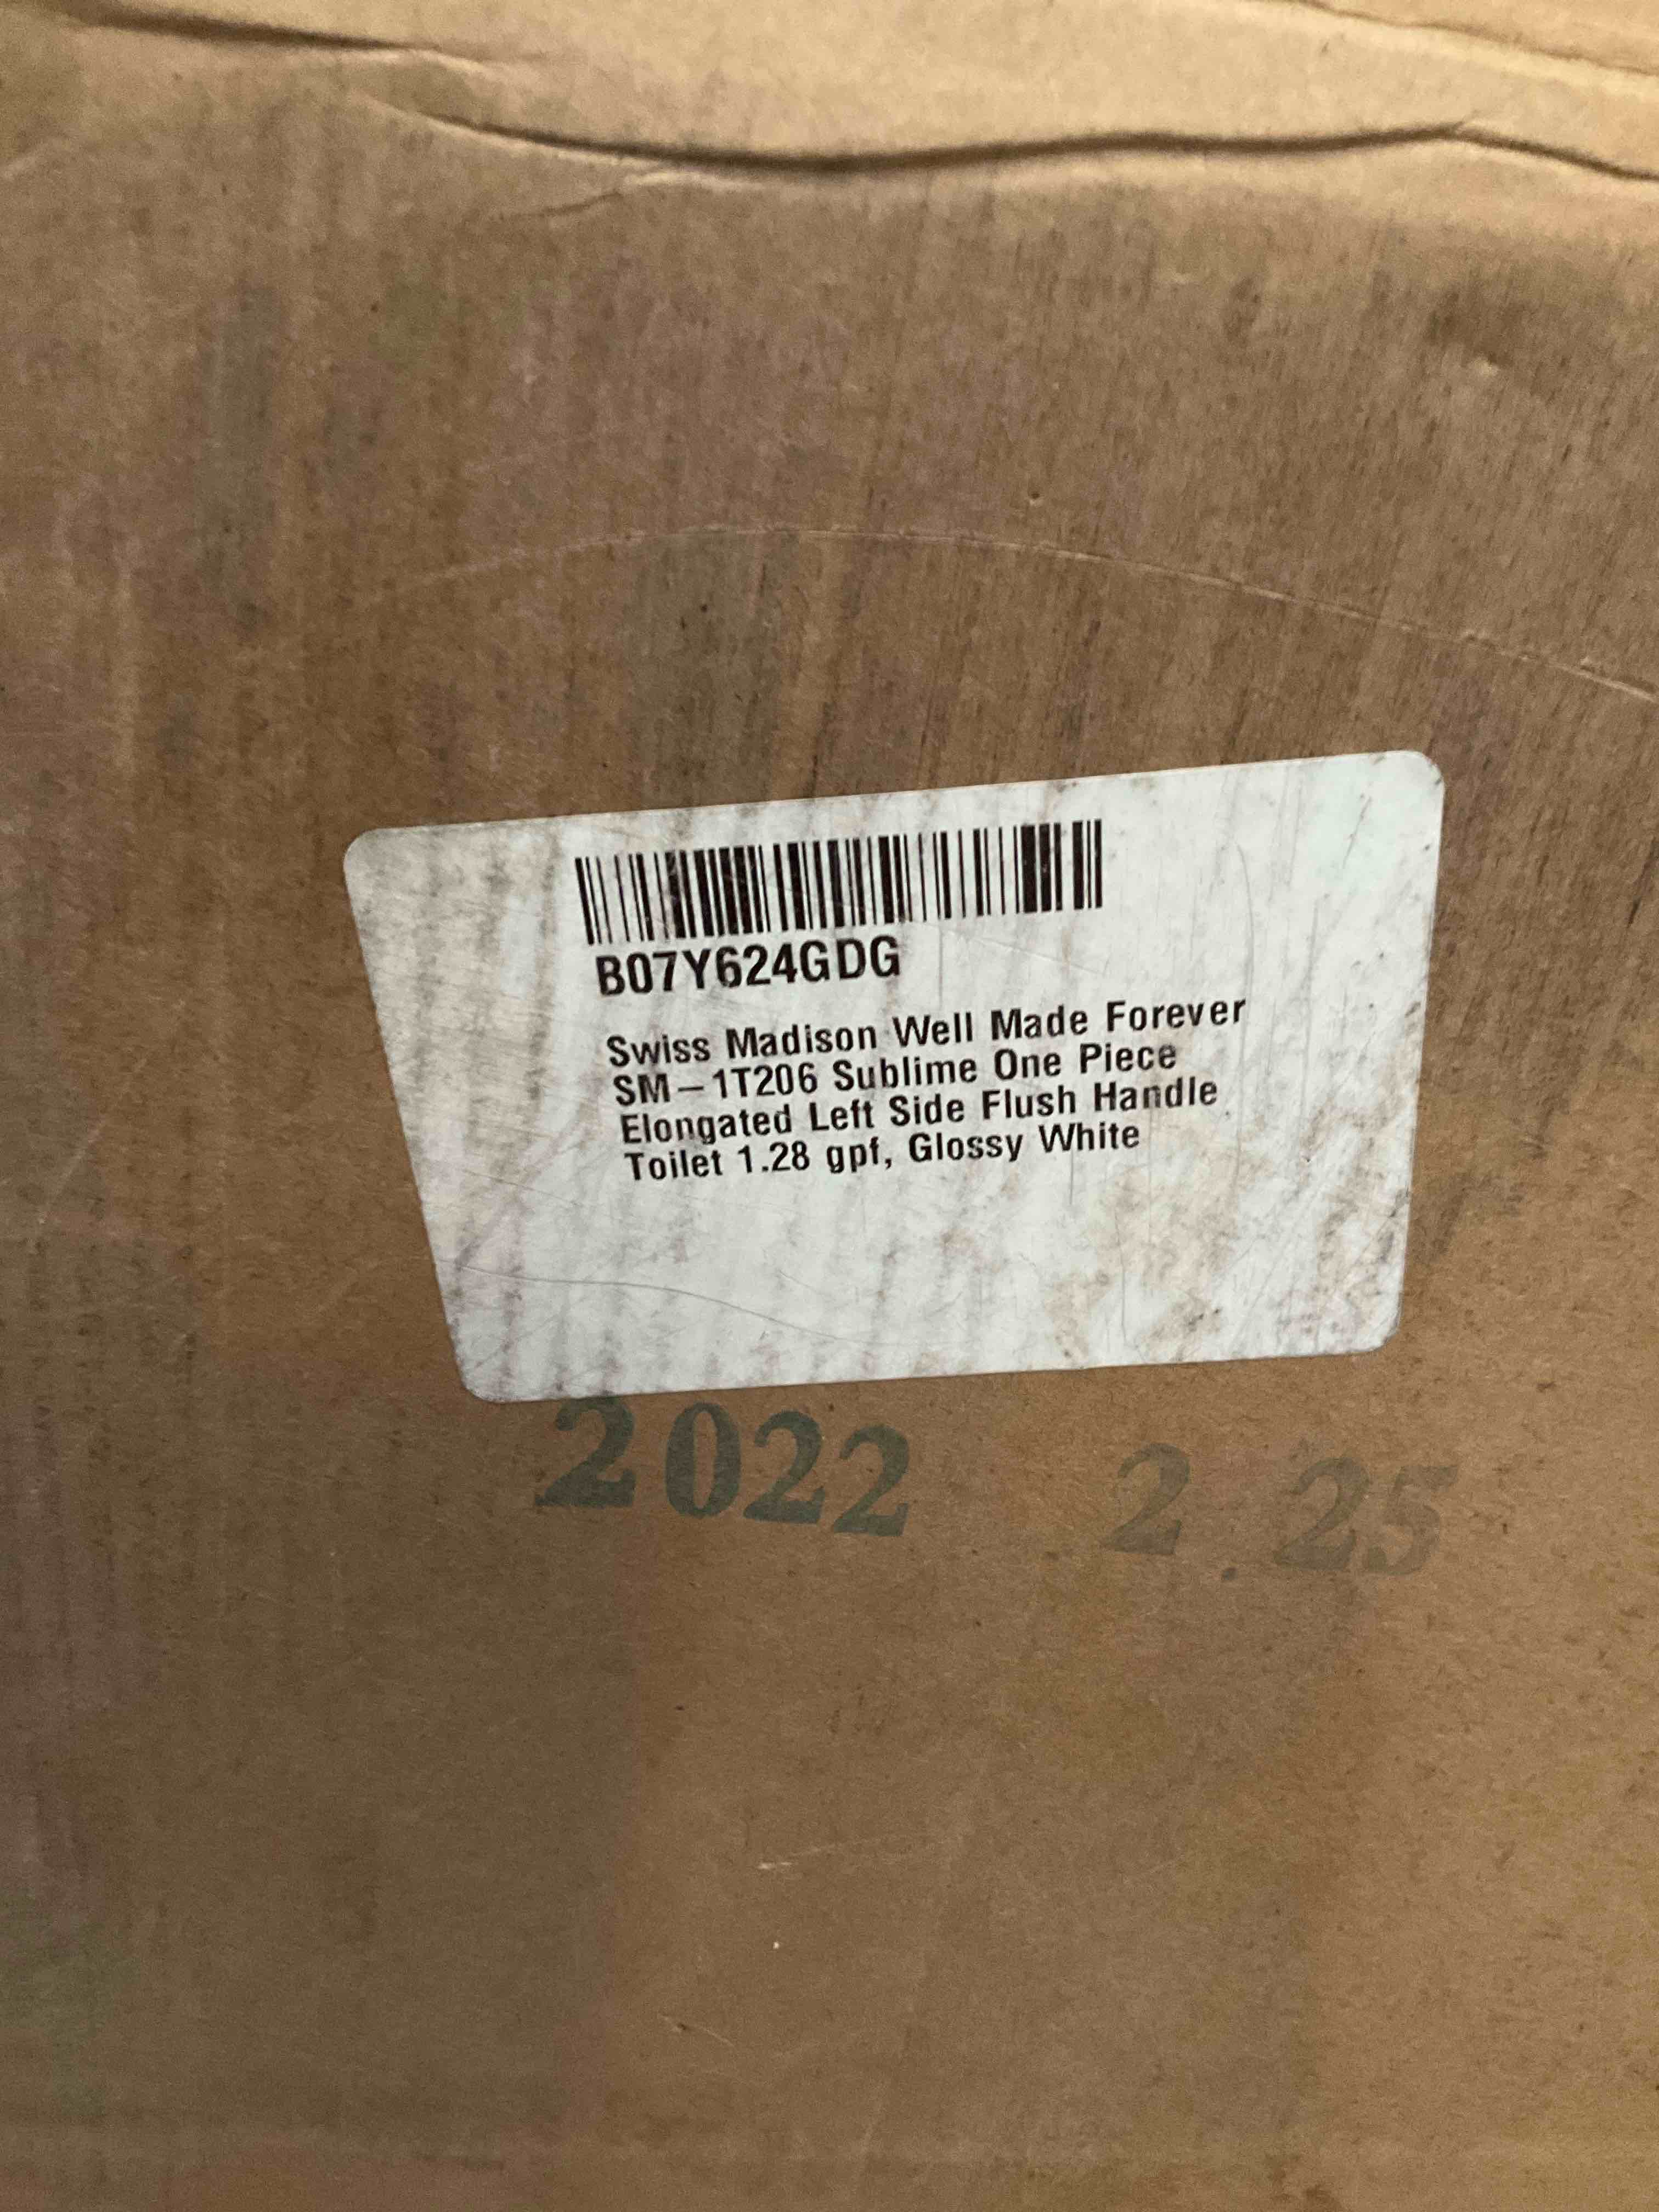 B07Y624GDG
Swiss Madison Well Made Forever
SM-1T206 Sublime One Piece
Elongated Left Side Flush Handle
Toilet 1.28 gpf, Glossy White
2022 2.25